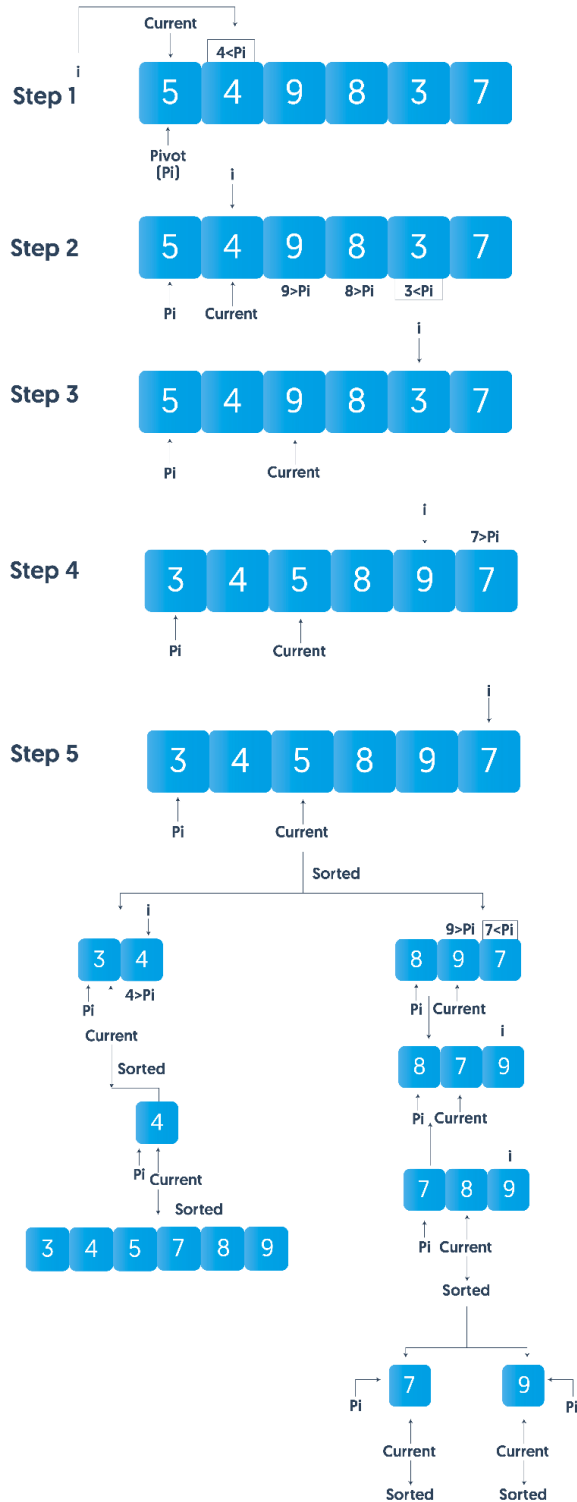 Current
4<Pi
i
Step 1
5 4 9 8 3 7
Pivot
(Pi)
i
Step 2
5 4 9 8 3 7
9>Pi 8>Pi 3<Pi
Pi Current
i
Step 3
5 4 9 8 3 7
Pi Current
i
7>Pi
Step 4
3 4 5 8 9 7
Pi Current
i
Step 5
3 4 5 8 9 7
Pi Current
Sorted
i
3 4
Pi 4>Pi
Current
Sorted
4
Pi Current
Sorted
3 4 5 7 8 9
9>Pi 7<Pi
8 9 7
Pi Current
i
8 7 9
Pi Current
i
7 8 9
Pi Current
Sorted
7 9
Pi Pi
Current Current
Sorted Sorted